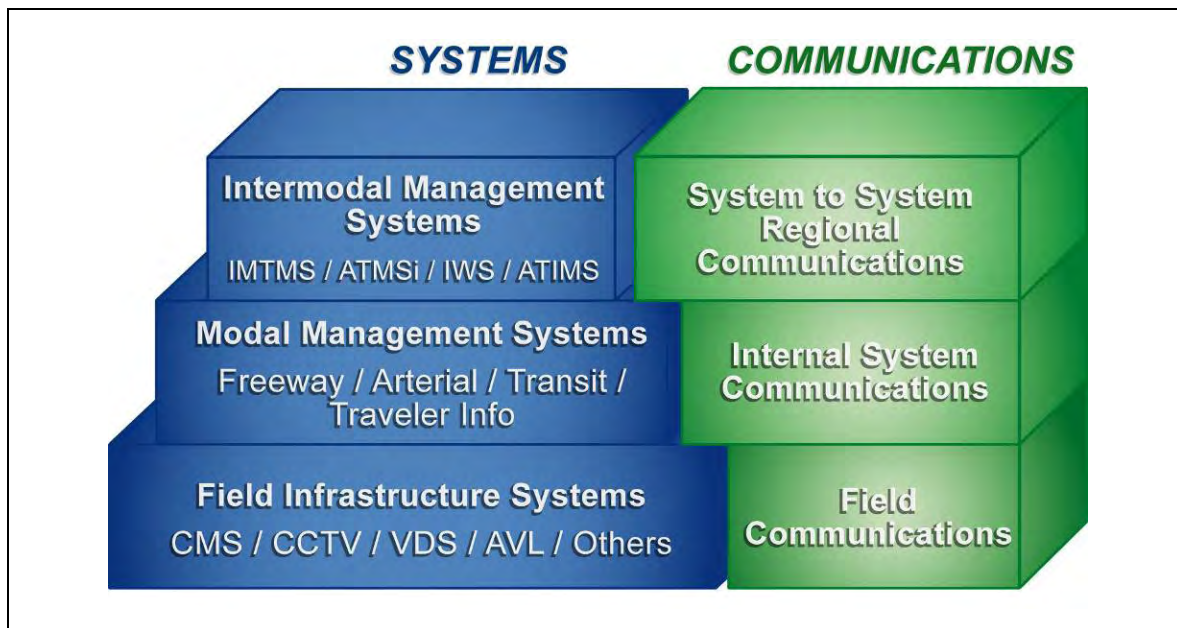 SYSTEMS
COMMUNICATIONS
Intermodal Management
Systems
IMTMS / ATMSi / IWS / ATIMS
System to System
Regional
Communications
Modal Management Systems
Freeway / Arterial / Transit /
Traveler Info
Internal System
Communications
Field Infrastructure Systems
CMS / CCTV / VDS / AVL / Others
Field
Communications